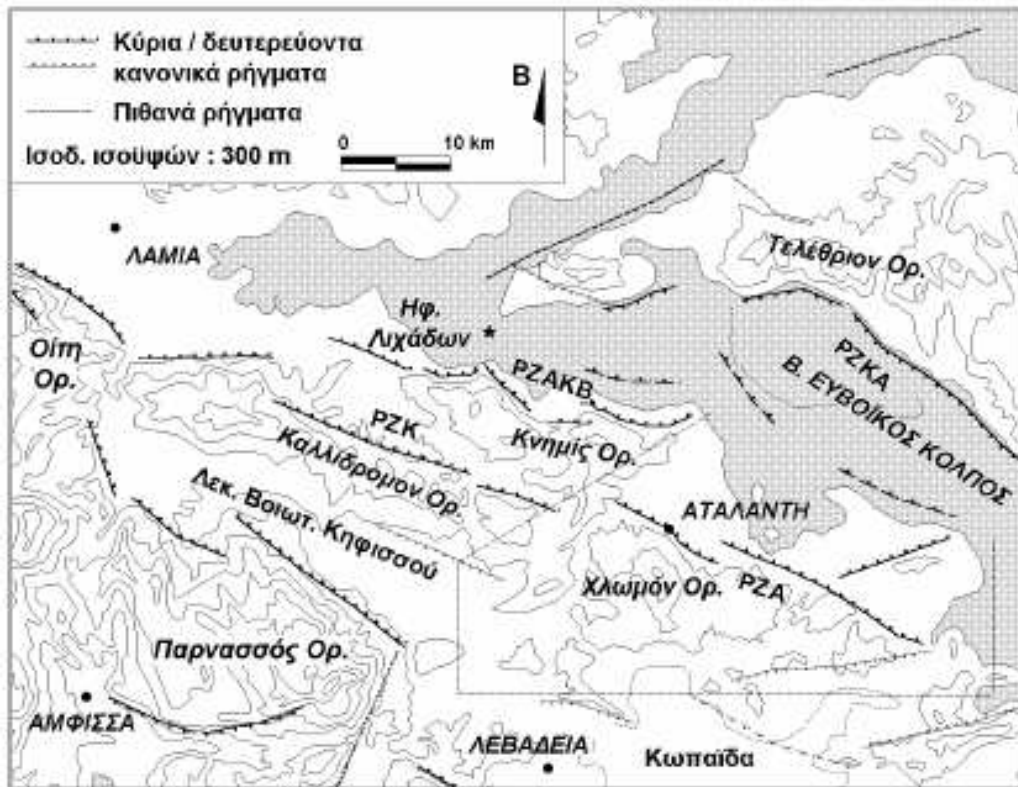 Κύρια / δευτερεύοντα
κανονικά ρήγματα
Πιθανά ρήγματα
Ισοδ. ισοϋψών : 300 m
0 10 km
Β
ΛΑΜΙΑ
Τελέθριον Ορ.
Ηφ.
Λιχάδων
Οίτη
Ορ.
ΡΖΚΑ
Β. ΕΥΒΟΪΚΟΣ ΚΟΛΠΟΣ
ΡΖΑΚΒ
ΡΖΚ
Κνημίς Ορ.
Καλλίδρομον Ορ.
Λεκ. Βοιωτ. Κηφισσού
ΑΤΑΛΑΝΤΗ
Χλωμόν Ορ.
ΡΖΑ
Παρνασσός Ορ.
ΑΜΦΙΣΣΑ
ΛΕΒΑΔΕΙΑ
Κωπαϊδα